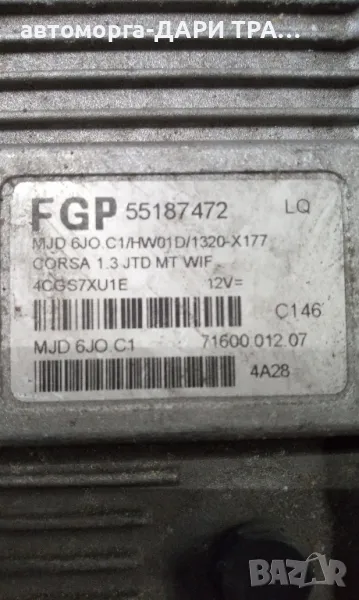 автоморга-ДАРИ ТРА...
FGP 55187472 LQ
MJD 6JO.C1/HW01D/1320-X177
CORSA 1.3 JTD MT WIF
4CGS7XU1E 12V=
C146
MJD 6JO.C1 71600.012.07
4A28
BAZAR